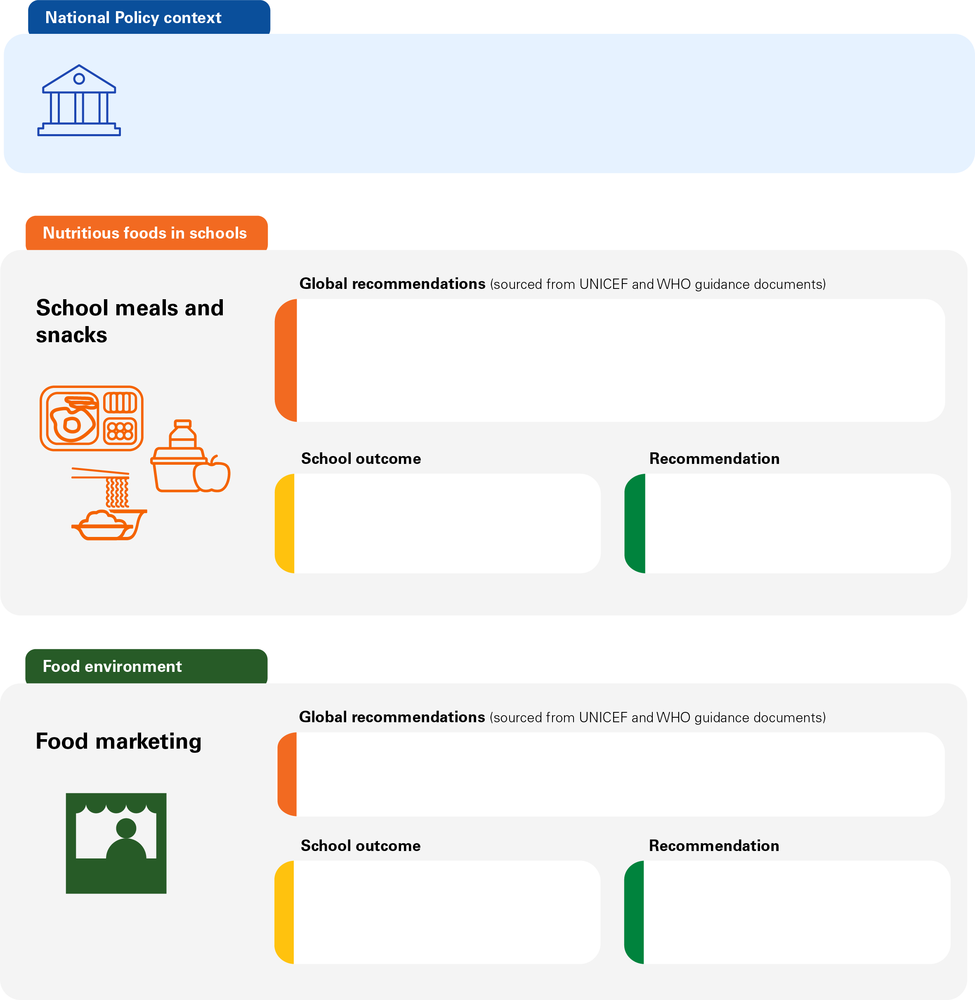 National Policy context
Nutritious foods in schools
Global recommendations (sourced from UNICEF and WHO guidance documents)
School meals and
snacks
School outcome
Recommendation
Food environment
Global recommendations (sourced from UNICEF and WHO guidance documents)
Food marketing
School outcome
Recommendation